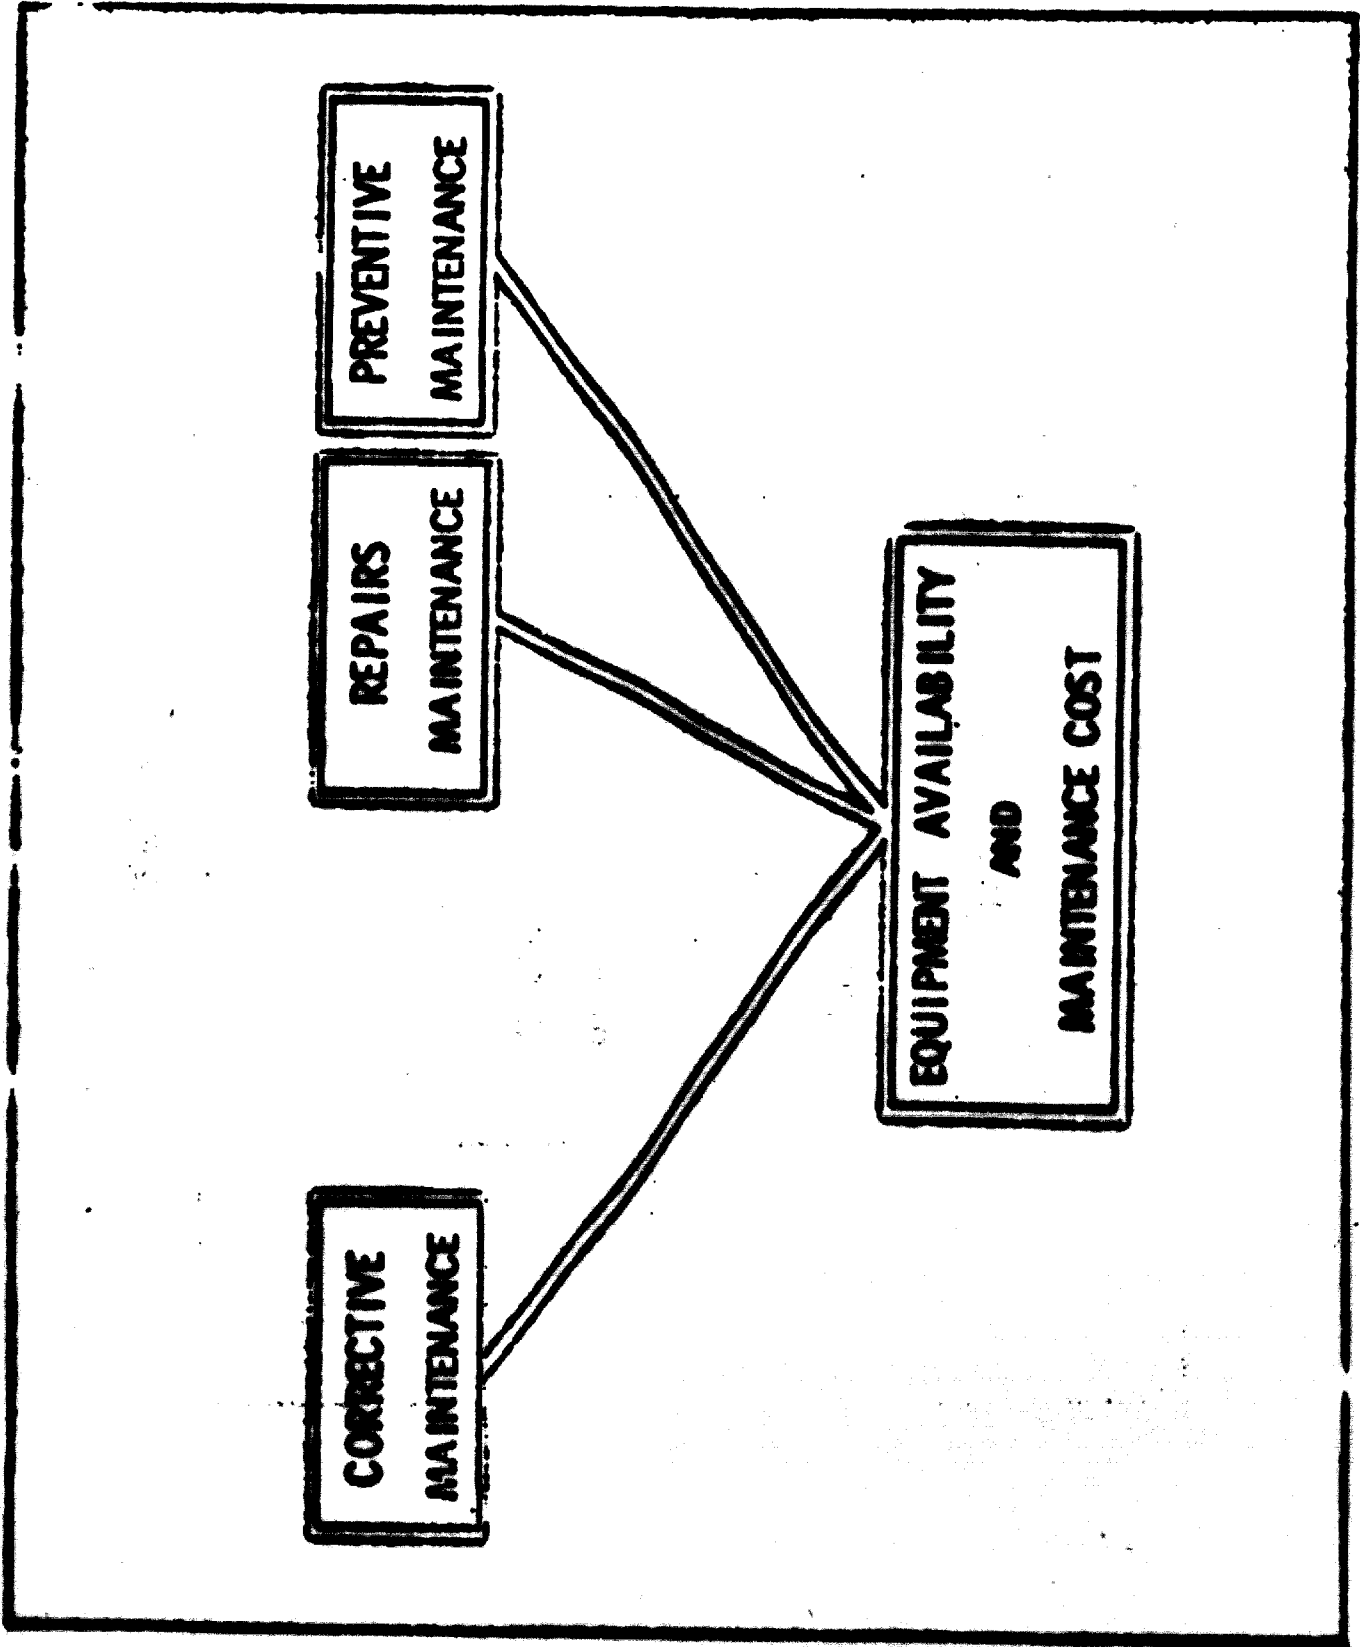 CORRECTIVE
MAINTENANCE
REPAIRS
MAINTENANCE
PREVENTIVE
MAINTENANCE
EQUIPMENT AVAILABILITY
AND
MAINTENANCE COST